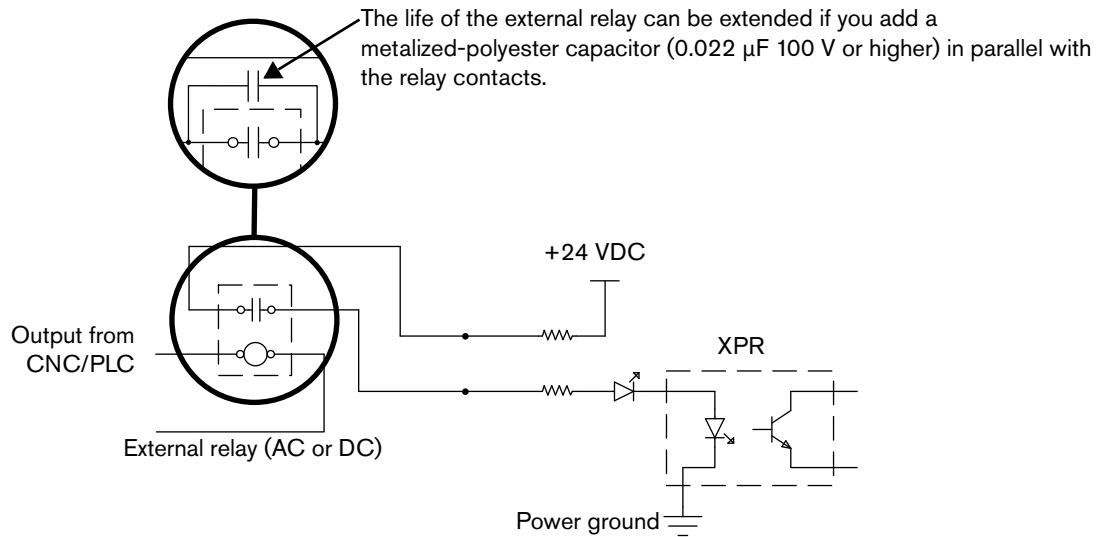 The life of the external relay can be extended if you add a
metalized-polyester capacitor (0.022 µF 100 V or higher) in parallel with
the relay contacts.
+24 VDC
Output from
CNC/PLC
XPR
External relay (AC or DC)
Power ground